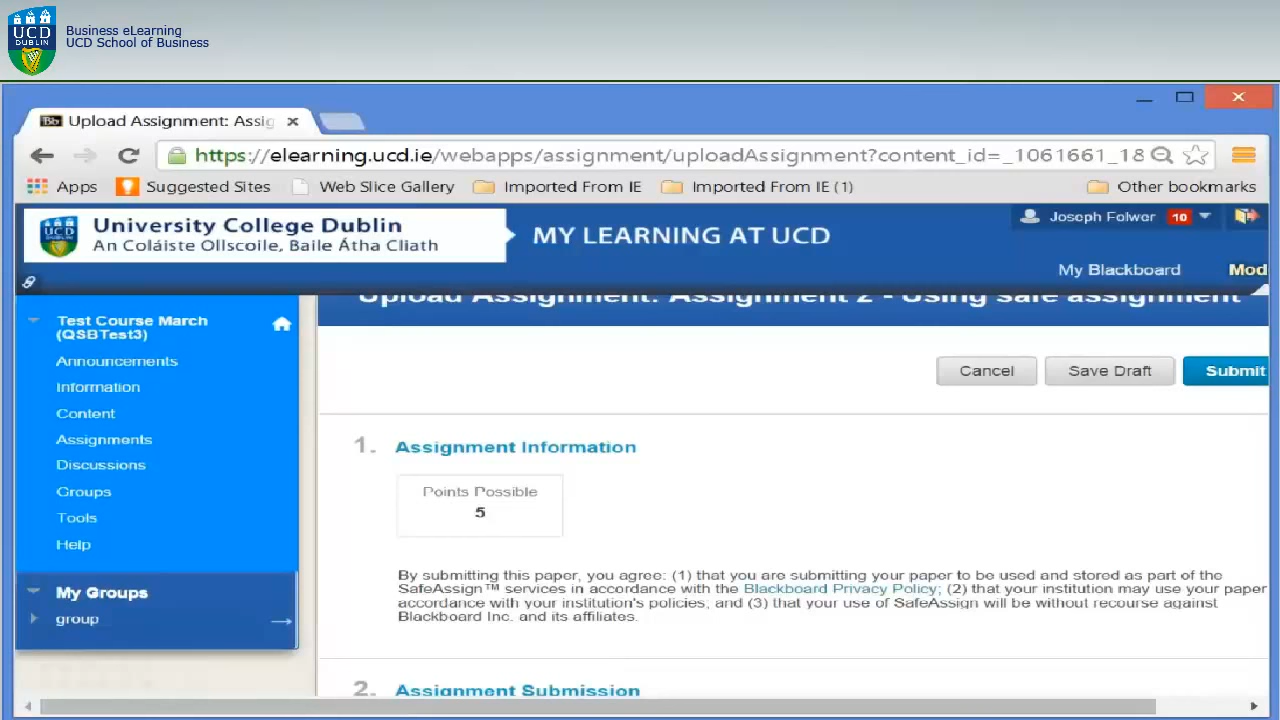 UCD
DUBLIN
Business eLearning
UCD School of Business
Bb Upload Assignment: Assig
https://elearning.ucd.ie/webapps/assignment/uploadAssignment?content_id=_1061661_18
Apps Suggested Sites Web Slice Gallery Imported From IE Imported From IE (1) Other bookmarks
University College Dublin
An Coláiste Ollscoile, Baile Átha Cliath
MY LEARNING AT UCD
Joseph Folwer 10
My Blackboard Mod
Upload Assignment: Assignment 2 - Using safe assignment
Test Course March
(QSBTest3)
Announcements
Information
Content
Assignments
Discussions
Groups
Tools
Help
My Groups
group
Cancel Save Draft Submit
1. Assignment Information
Points Possible
5
By submitting this paper, you agree: (1) that you are submitting your paper to be used and stored as part of the
SafeAssign™ services in accordance with the Blackboard Privacy Policy; (2) that your institution may use your paper
accordance with your institution's policies; and (3) that your use of SafeAssign will be without recourse against
Blackboard Inc. and its affiliates.
2. Assignment Submission